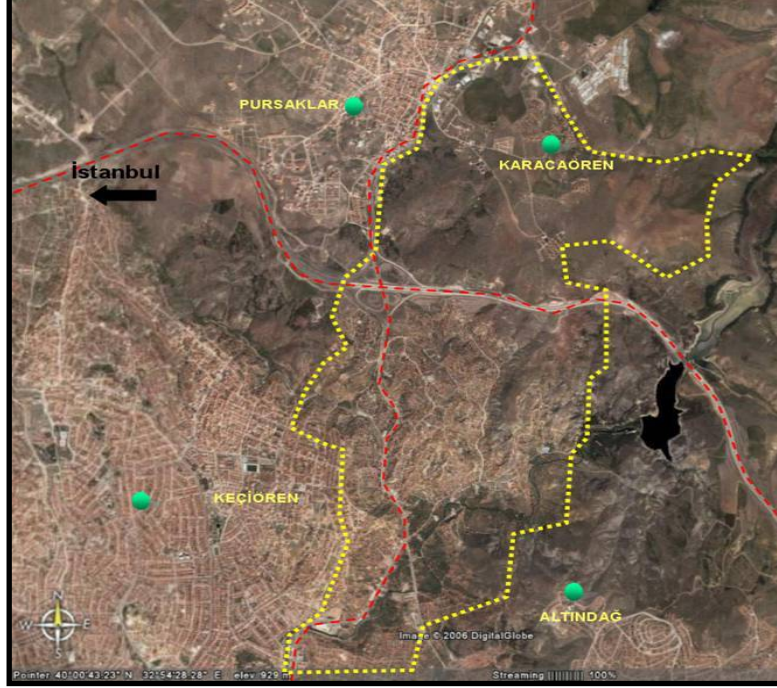 PURSAKLAR
KARACAÖREN
İstanbul
KEÇİÖREN
ALTINDAĞ
N
W E
S
Image © 2006 DigitalGlobe
Pointer 40°00'43.23" N 32°54'28.28" E elev 929 m Streaming |||||||||| 100%